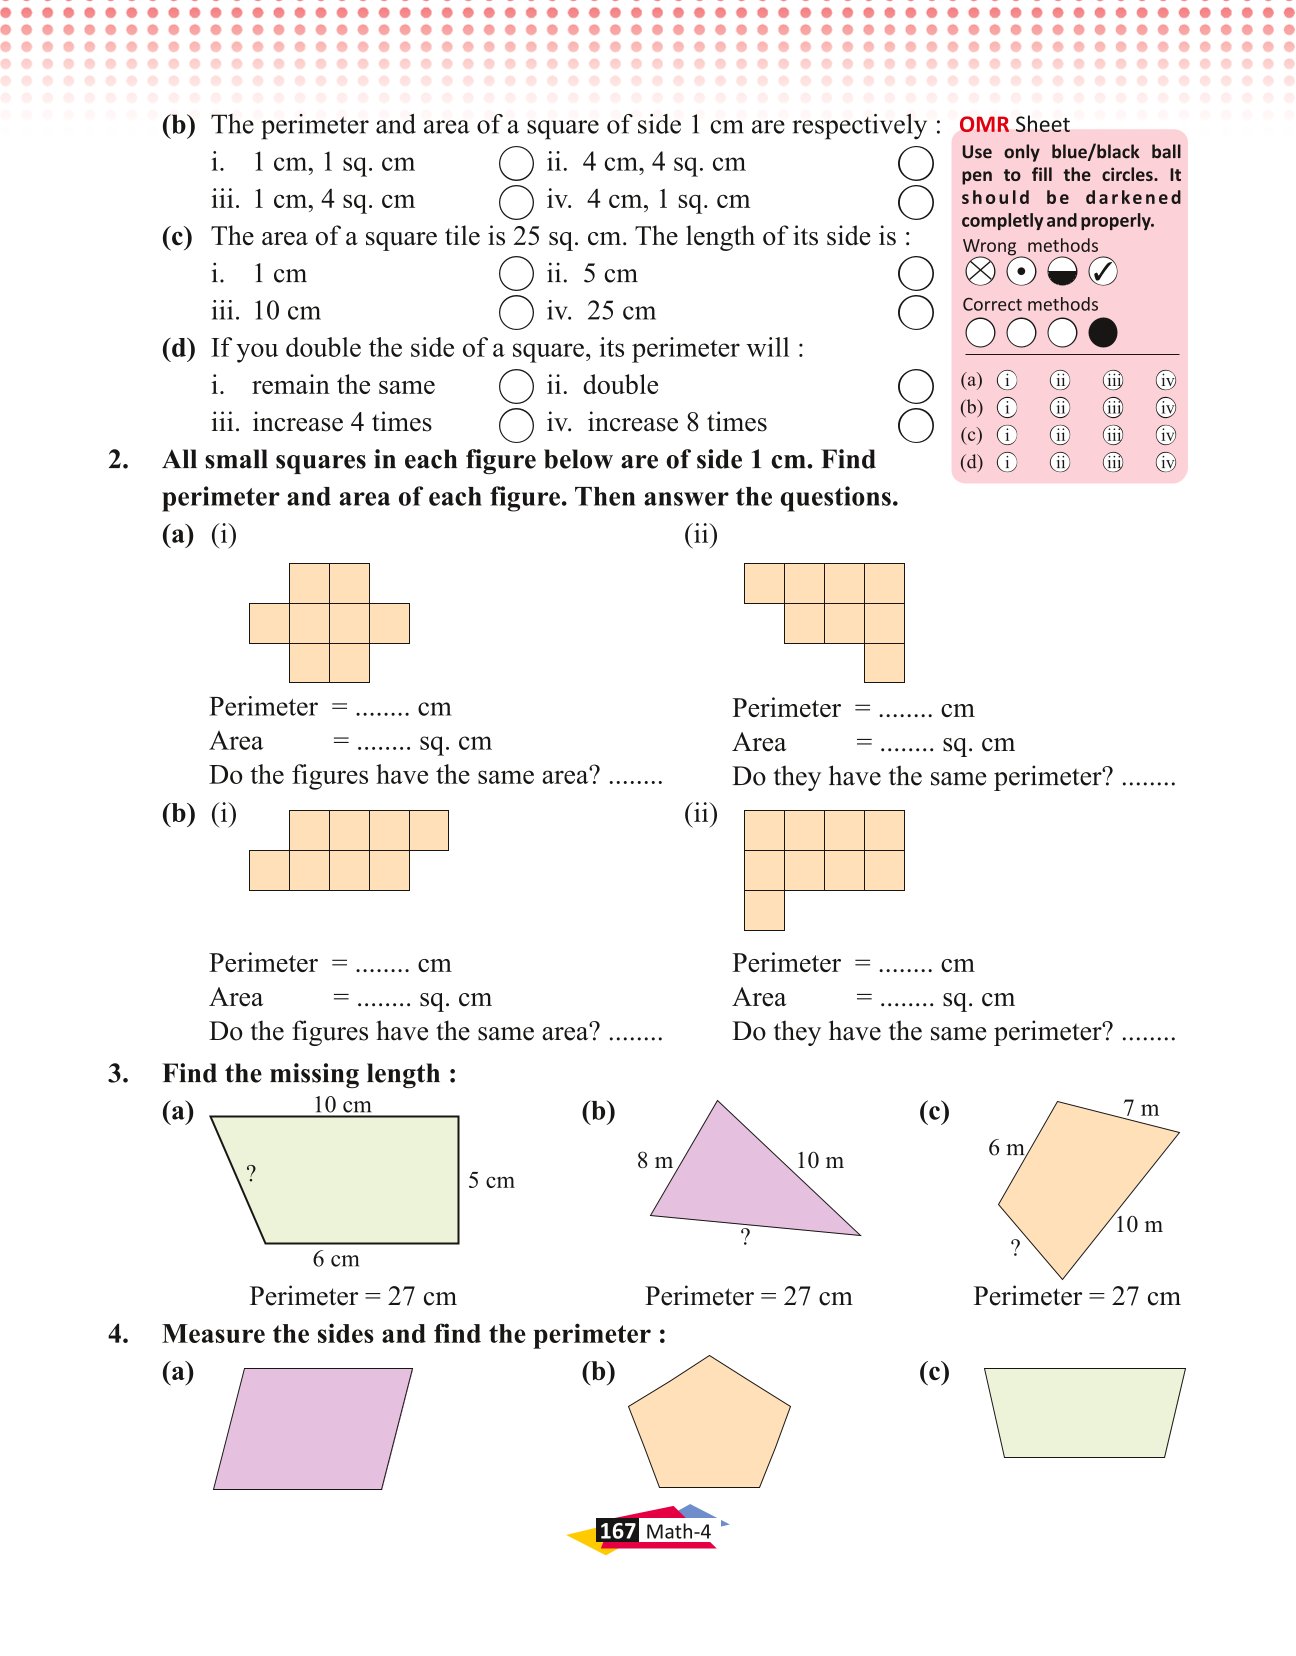 (b) The perimeter and area of a square of side 1 cm are respectively :
i. 1 cm, 1 sq. cm ii. 4 cm, 4 sq. cm
iii. 1 cm, 4 sq. cm iv. 4 cm, 1 sq. cm
(c) The area of a square tile is 25 sq. cm. The length of its side is :
i. 1 cm ii. 5 cm
iii. 10 cm iv. 25 cm
(d) If you double the side of a square, its perimeter will :
i. remain the same ii. double
iii. increase 4 times iv. increase 8 times
OMR Sheet
Use only blue/black ball
pen to fill the circles. It
should be darkened
completly and properly.
Wrong methods
Correct methods
(a) i ii iii iv
(b) i ii iii iv
(c) i ii iii iv
(d) i ii iii iv
2. All small squares in each figure below are of side 1 cm. Find
perimeter and area of each figure. Then answer the questions.
(a) (i) (ii)
Perimeter = ........ cm
Area = ........ sq. cm
Do the figures have the same area? ........
Perimeter = ........ cm
Area = ........ sq. cm
Do they have the same perimeter? ........
(b) (i) (ii)
Perimeter = ........ cm
Area = ........ sq. cm
Do the figures have the same area? ........
Perimeter = ........ cm
Area = ........ sq. cm
Do they have the same perimeter? ........
3. Find the missing length :
(a)
10 cm
?
5 cm
6 cm
Perimeter = 27 cm
(b)
8 m
10 m
?
Perimeter = 27 cm
(c)
7 m
6 m
10 m
?
Perimeter = 27 cm
4. Measure the sides and find the perimeter :
(a) (b) (c)
167 Math-4